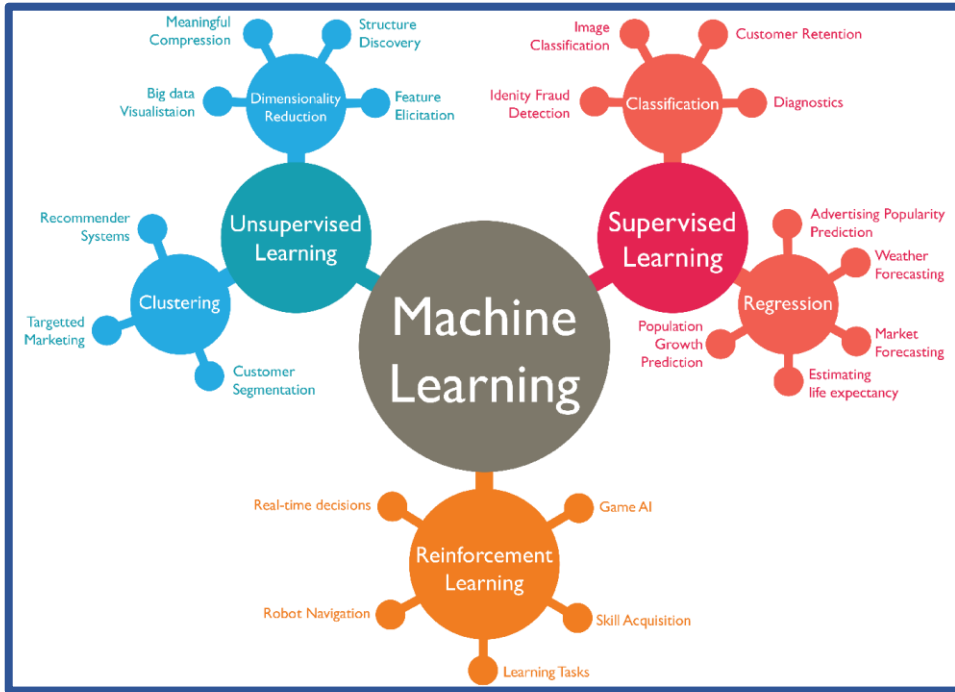 Meaningful
Compression
Structure
Discovery
Big data
Visualistaion
Dimensionality
Reduction
Feature
Elicitation
Image
Classification
Customer Retention
Idenity Fraud
Detection
Classification
Diagnostics
Unsupervised
Learning
Recommender
Systems
Clustering
Targetted
Marketing
Customer
Segmentation
Supervised
Learning
Advertising Popularity
Prediction
Weather
Forecasting
Regression
Population
Growth
Prediction
Market
Forecasting
Estimating
life expectancy
Machine
Learning
Real-time decisions
Game AI
Reinforcement
Learning
Robot Navigation
Skill Acquisition
Learning Tasks